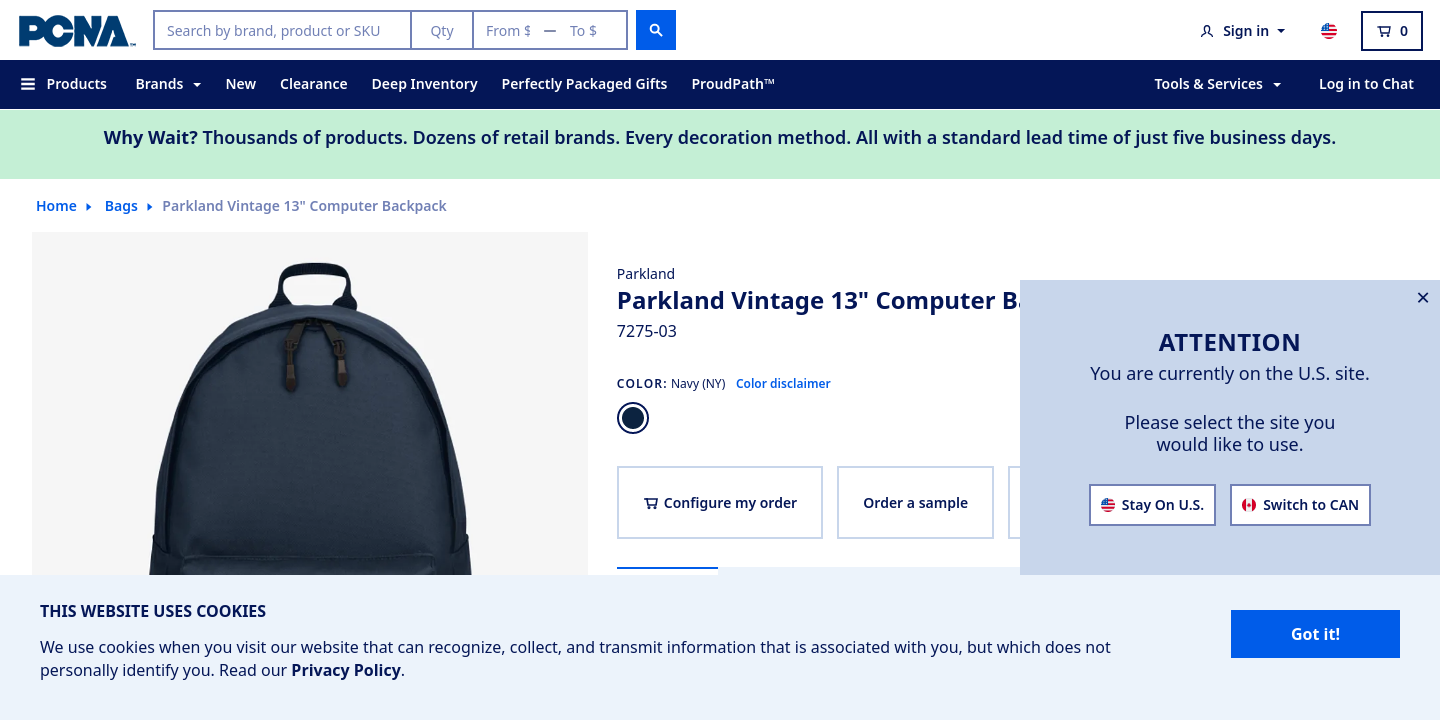 PCNA™
Search by brand, product or SKU
Qty
From $ — To $
Sign in
0
Products
Brands
New
Clearance
Deep Inventory
Perfectly Packaged Gifts
ProudPath™
Tools & Services
Log in to Chat
Why Wait? Thousands of products. Dozens of retail brands. Every decoration method. All with a standard lead time of just five business days.
Home
Bags
Parkland Vintage 13" Computer Backpack
Parkland
Parkland Vintage 13" Computer
7275-03
COLOR: Navy (NY) Color disclaimer
Configure my order
Order a sample
ATTENTION
You are currently on the U.S. site.
Please select the site you
would like to use.
Stay On U.S.
Switch to CAN
THIS WEBSITE USES COOKIES
We use cookies when you visit our website that can recognize, collect, and transmit information that is associated with you, but which does not
personally identify you. Read our Privacy Policy.
Got it!